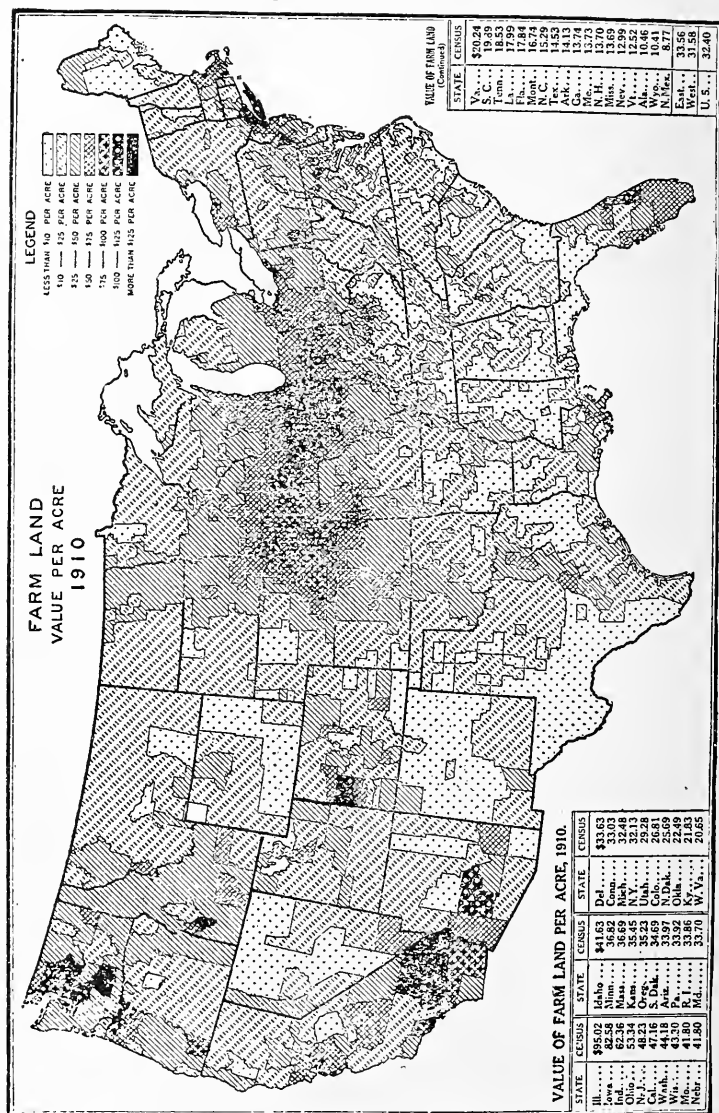 FARM LAND
VALUE PER ACRE
1910
LEGEND
LESS THAN $10 PER ACRE
$10 — $25 PER ACRE
$25 — $50 PER ACRE
$50 — $75 PER ACRE
$75 — $100 PER ACRE
$100 — $125 PER ACRE
MORE THAN $125 PER ACRE
VALUE OF FARM LAND PER ACRE, 1910.
STATE CENSUS STATE CENSUS STATE CENSUS
Ill..... $95.02 Idaho.... $41.63 Del..... $33.63
Iowa.... 82.58 Minn.... 36.82 Conn.... 33.03
Ind..... 62.36 Mass.... 36.69 Mich.... 32.48
Ohio.... 53.34 Kans.... 35.45 N.Y..... 32.13
N.J..... 48.23 Oreg.... 35.23 Utah.... 29.28
Cal..... 47.16 S. Dak... 34.69 Colo.... 26.81
Wash.... 44.18 Ariz.... 33.97 N. Dak... 25.69
Wis..... 43.30 Pa...... 33.92 Okla.... 22.49
Mo...... 41.80 R.I..... 33.86 Ky...... 21.83
Nebr.... 41.80 Md...... 33.70 W. Va... 20.65
VALUE OF FARM LAND
(Continued)
STATE CENSUS
Va..... $20.24
S. C.... 19.89
Tenn.... 18.53
La...... 17.99
Fla..... 17.84
Mont.... 16.74
N. C.... 15.29
Tex..... 14.53
Ark..... 14.13
Ga...... 13.74
Me...... 13.73
N. H.... 13.70
Miss.... 13.69
Nev..... 12.99
Vt...... 12.52
Ala..... 10.46
Wyo..... 10.41
N. Mex.. 8.77
East.... 33.56
West.... 31.58
U. S.... 32.40